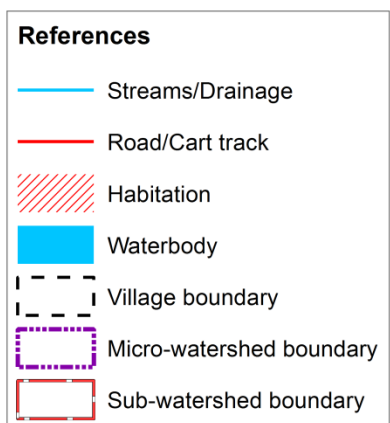 References
Streams/Drainage
Road/Cart track
Habitation
Waterbody
Village boundary
Micro-watershed boundary
Sub-watershed boundary